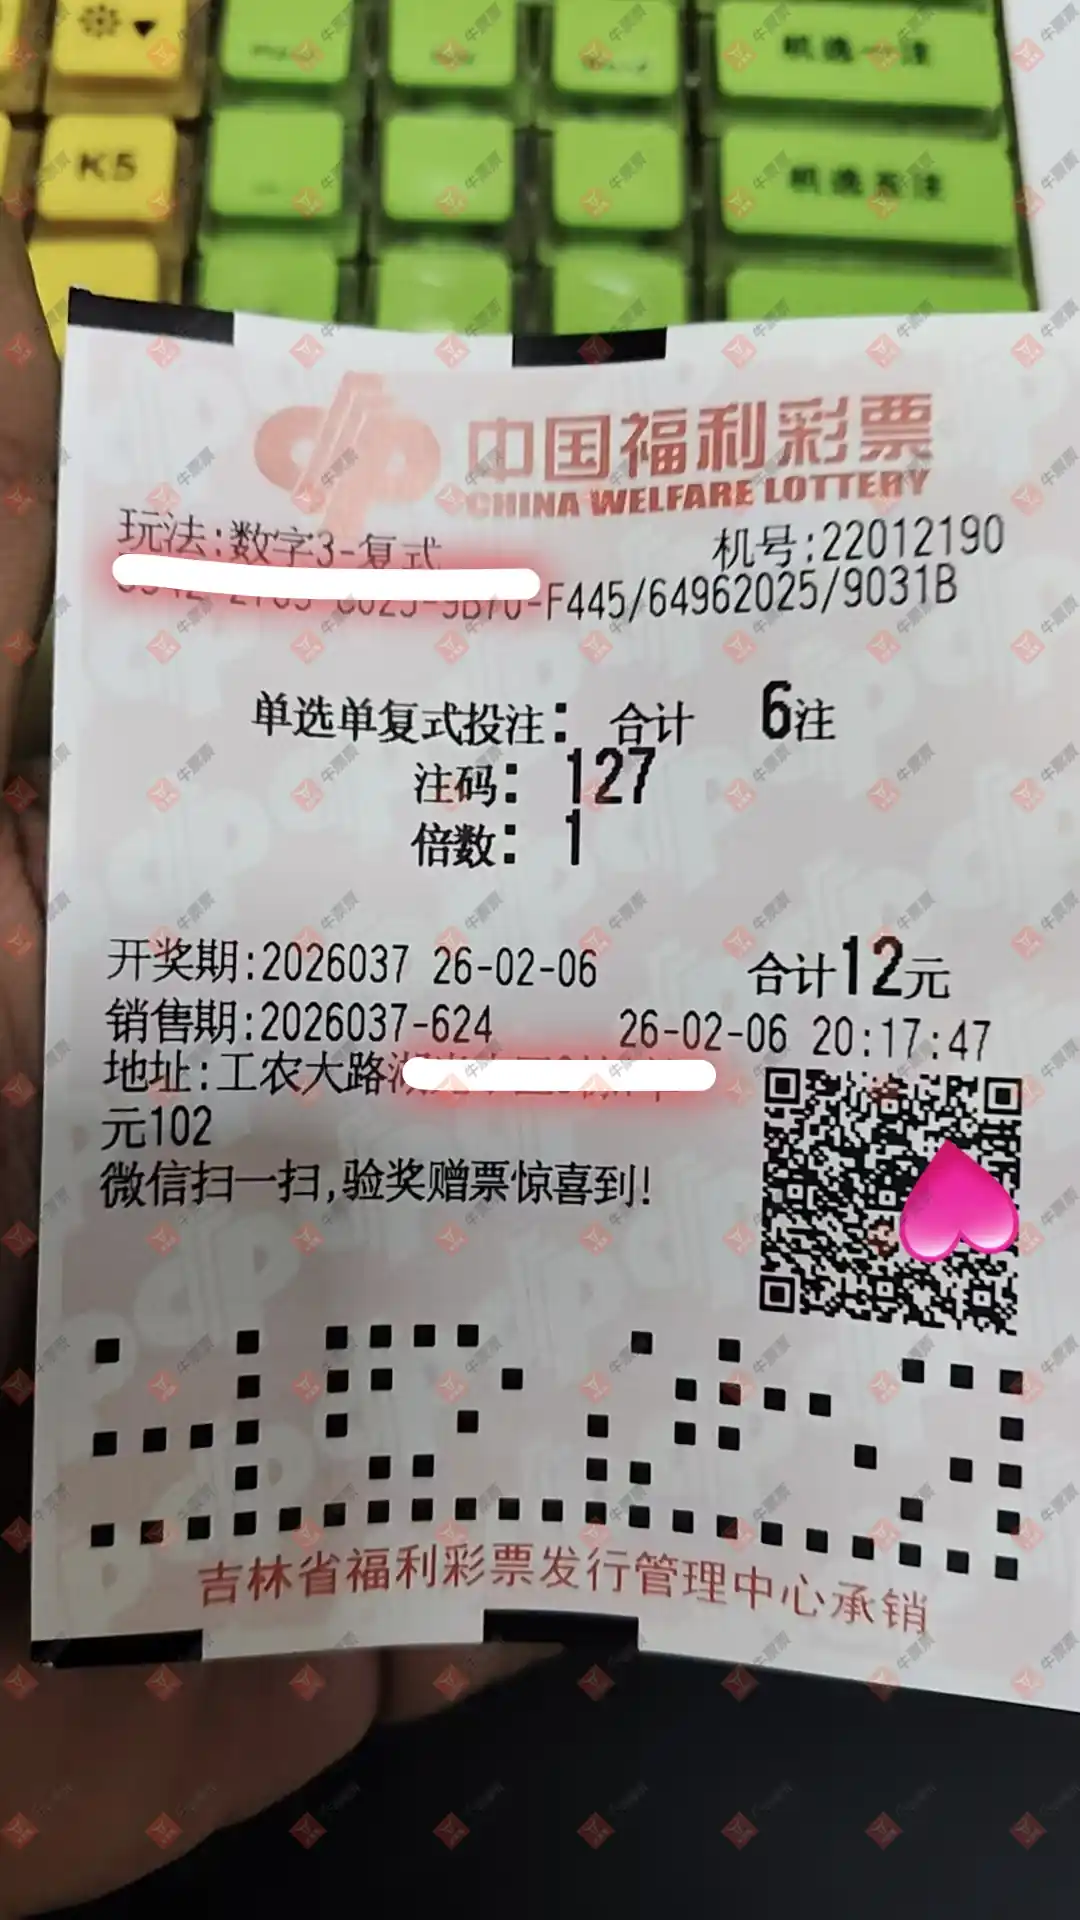 K5
机选一注
机选五注
中国福利彩票
CHINA WELFARE LOTTERY
玩法:数字3-复式
机号:22012190
-F445/64962025/9031B
单选单复式投注: 合计 6注
注码: 127
倍数: 1
开奖期:2026037 26-02-06
合计12元
销售期:2026037-624 26-02-06 20:17:47
地址:工农大路
元102
微信扫一扫,验奖赠票惊喜到!
吉林省福利彩票发行管理中心承销
牛票票